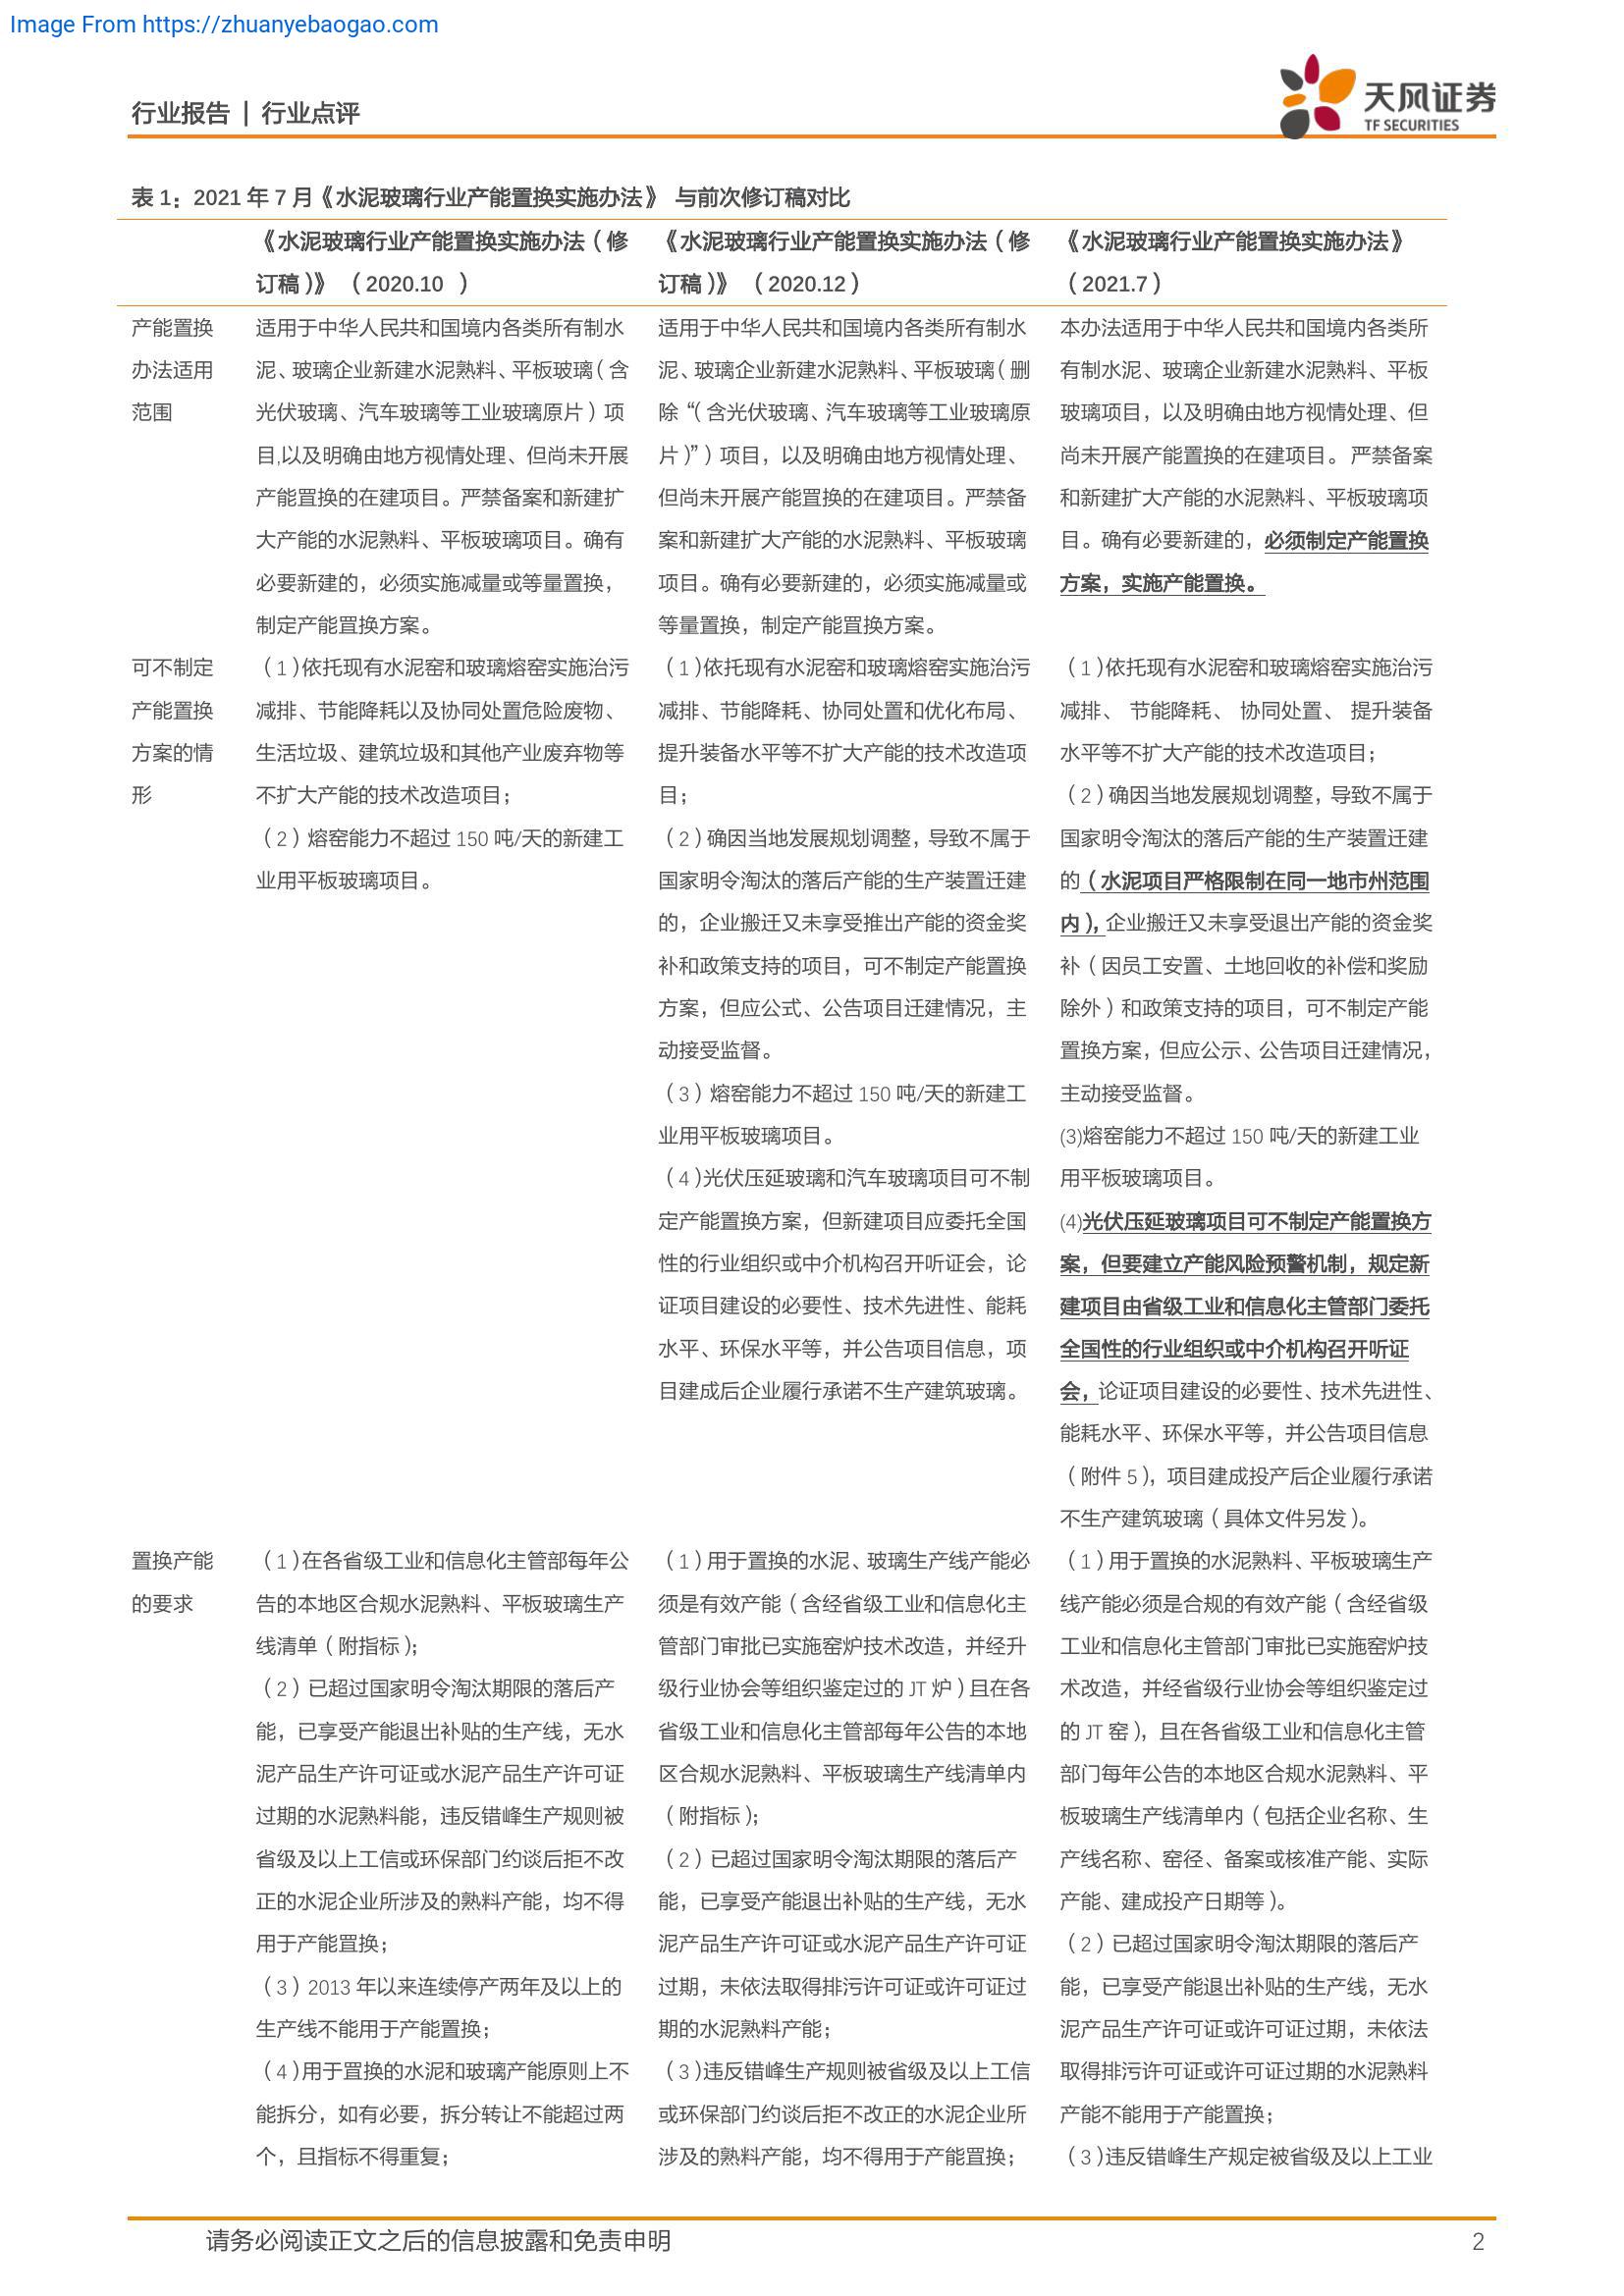 Image From https://zhuanyebaogao.com
行业报告 | 行业点评
天风证券
TF SECURITIES
表 1：2021 年 7 月《水泥玻璃行业产能置换实施办法》 与前次修订稿对比
《水泥玻璃行业产能置换实施办法（修
订稿）》（2020.10 ）
《水泥玻璃行业产能置换实施办法（修
订稿）》（2020.12）
《水泥玻璃行业产能置换实施办法》
（2021.7）
产能置换
办法适用
范围
适用于中华人民共和国境内各类所有制水
泥、玻璃企业新建水泥熟料、平板玻璃（含
光伏玻璃、汽车玻璃等工业玻璃原片）项
目,以及明确由地方视情处理、但尚未开展
产能罝换的在建项目。严禁备案和新建扩
大产能的水泥熟料、平板玻璃项目。确有
必要新建的，必须实施减量或等量置换，
制定产能罝换方案。
适用于中华人民共和国境内各类所有制水
泥、玻璃企业新建水泥熟料、平板玻璃（删
除“（含光伏玻璃、汽车玻璃等工业玻璃原
片）”）项目，以及明确由地方视情处理、
但尚未开展产能罝换的在建项目。严禁备
案和新建扩大产能的水泥熟料、平板玻璃
项目。确有必要新建的，必须实施减量或
等量置换，制定产能罝换方案。
本办法适用于中华人民共和国境内各类所
有制水泥、玻璃企业新建水泥熟料、平板
玻璃项目，以及明确由地方视情处理、但
尚未开展产能置换的在建项目。 严禁备案
和新建扩大产能的水泥熟料、平板玻璃项
目。确有必要新建的，必须制定产能置换
方案，实施产能置换。
可不制定
产能置换
方案的情
形
（1）依托现有水泥窑和玻璃熔窑实施治污
减排、节能降耗以及协同处置危险废物、
生活垃圾、建筑垃圾和其他产业废弃物等
不扩大产能的技术改造项目；
（2）熔窑能力不超过 150 吨/天的新建工
业用平板玻璃项目。
（1）依托现有水泥窑和玻璃熔窑实施治污
减排、节能降耗、协同处置和优化布局、
提升装备水平等不扩大产能的技术改造项
目；
（2）确因当地发展规划调整，导致不属于
国家明令淘汰的落后产能的生产装置迁建
的，企业搬迁又未享受推出产能的资金奖
补和政策支持的项目，可不制定产能置换
方案，但应公式、公告项目迁建情况，主
动接受监督。
（3）熔窑能力不超过 150 吨/天的新建工
业用平板玻璃项目。
（4）光伏压延玻璃和汽车玻璃项目可不制
定产能置换方案，但新建项目应委托全国
性的行业组织或中介机构召开听证会，论
证项目建设的必要性、技术先进性、能耗
水平、环保水平等，并公告项目信息，项
目建成后企业履行承诺不生产建筑玻璃。
（1）依托现有水泥窑和玻璃熔窑实施治污
减排、 节能降耗、 协同处置、 提升装备
水平等不扩大产能的技术改造项目；
（2）确因当地发展规划调整，导致不属于
国家明令淘汰的落后产能的生产装置迁建
的（水泥项目严格限制在同一地市州范围
内），企业搬迁又未享受退出产能的资金奖
补（因员工安置、土地回收的补偿和奖励
除外）和政策支持的项目，可不制定产能
置换方案，但应公示、公告项目迁建情况，
主动接受监督。
(3)熔窑能力不超过 150 吨/天的新建工业
用平板玻璃项目。
(4)光伏压延玻璃项目可不制定产能置换方
案，但要建立产能风险预警机制，规定新
建项目由省级工业和信息化主管部门委托
全国性的行业组织或中介机构召开听证
会，论证项目建设的必要性、技术先进性、
能耗水平、环保水平等，并公告项目信息
（附件 5），项目建成投产后企业履行承诺
不生产建筑玻璃（具体文件另发）。
置换产能
的要求
（1）在各省级工业和信息化主管部每年公
告的本地区合规水泥熟料、平板玻璃生产
线清单（附指标）；
（2）已超过国家明令淘汰期限的落后产
能，已享受产能退出补贴的生产线，无水
泥产品生产许可证或水泥产品生产许可证
过期的水泥熟料能，违反错峰生产规则被
省级及以上工信或环保部门约谈后拒不改
正的水泥企业所涉及的熟料产能，均不得
用于产能罝换；
（3）2013 年以来连续停产两年及以上的
生产线不能用于产能置换；
（4）用于罝换的水泥和玻璃产能原则上不
能拆分，如有必要，拆分转让不能超过两
个，且指标不得重复；
（1）用于置换的水泥、玻璃生产线产能必
须是有效产能（含经省级工业和信息化主
管部门审批已实施窑炉技术改造，并经升
级行业协会等组织鉴定过的 JT 炉）且在各
省级工业和信息化主管部每年公告的本地
区合规水泥熟料、平板玻璃生产线清单内
（附指标）；
（2）已超过国家明令淘汰期限的落后产
能，已享受产能退出补贴的生产线，无水
泥产品生产许可证或水泥产品生产许可证
过期，未依法取得排污许可证或许可证过
期的水泥熟料产能；
（3）违反错峰生产规则被省级及以上工信
或环保部门约谈后拒不改正的水泥企业所
涉及的熟料产能，均不得用于产能罝换；
（1）用于置换的水泥熟料、平板玻璃生产
线产能必须是合规的有效产能（含经省级
工业和信息化主管部门审批已实施窑炉技
术改造，并经省级行业协会等组织鉴定过
的 JT 窑），且在各省级工业和信息化主管
部门每年公告的本地区合规水泥熟料、平
板玻璃生产线清单内（包括企业名称、生
产线名称、窑径、备案或核准产能、实际
产能、建成投产日期等）。
（2）已超过国家明令淘汰期限的落后产
能，已享受产能退出补贴的生产线，无水
泥产品生产许可证或许可证过期，未依法
取得排污许可证或许可证过期的水泥熟料
产能不能用于产能置换；
（3）违反错峰生产规定被省级及以上工业
请务必阅读正文之后的信息披露和免责申明
2